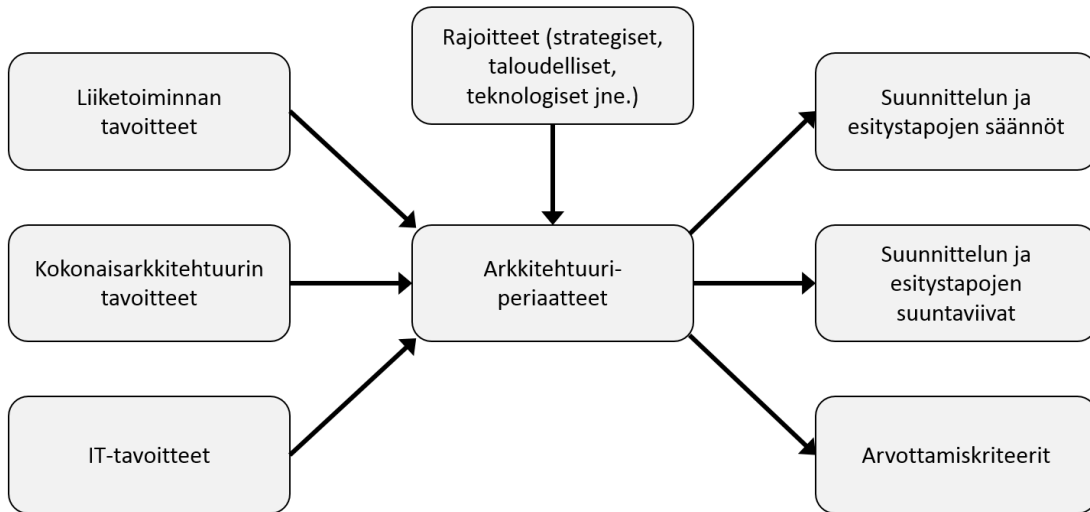 Liiketoiminnan
tavoitteet
Kokonaisarkkitehtuurin
tavoitteet
IT-tavoitteet
Rajoitteet (strategiset,
taloudelliset,
teknologiset jne.)
Arkkitehtuuri-
periaatteet
Suunnittelun ja
esitystapojen säännöt
Suunnittelun ja
esitystapojen
suuntaviivat
Arvottamiskriteerit